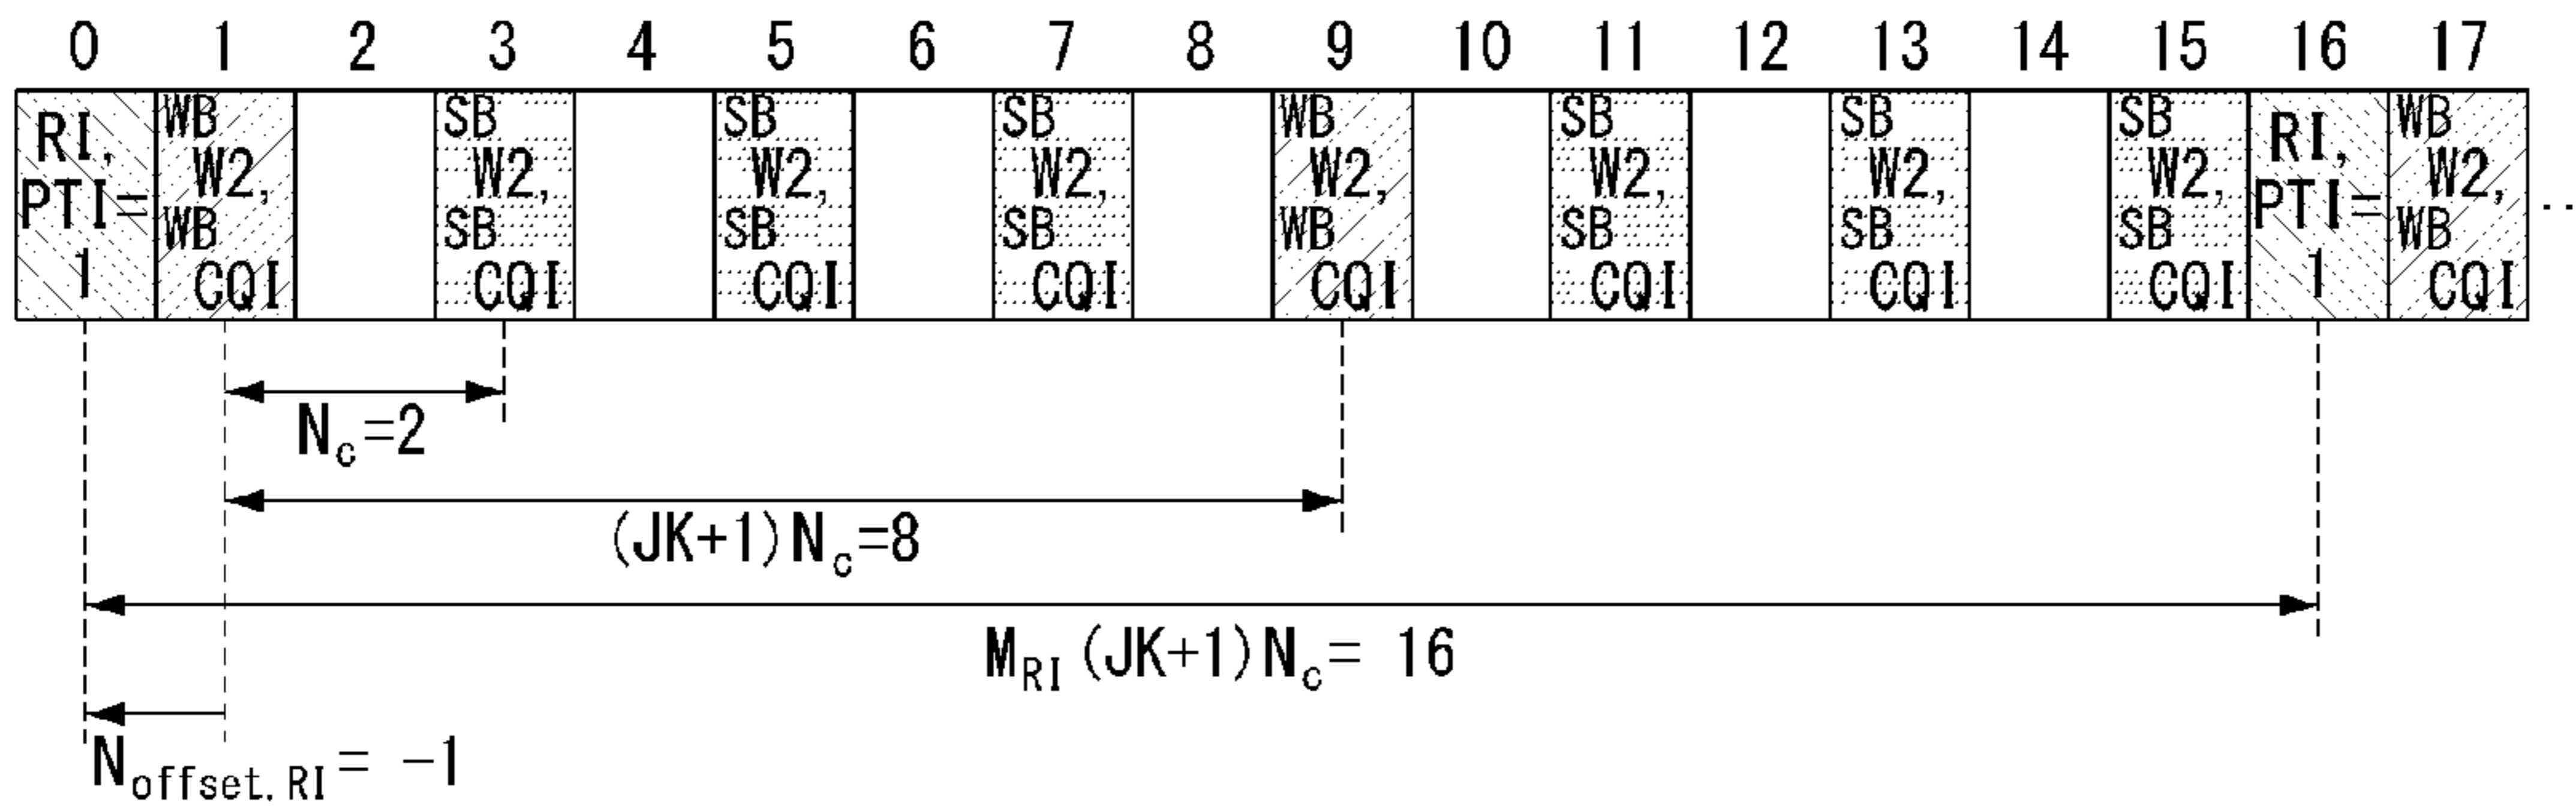 0 1 2 3 4 5 6 7 8 9 10 11 12 13 14 15 16 17
RI, PTI= 1
WB W2, WB CQI
SB W2, SB CQI
SB W2, SB CQI
SB W2, SB CQI
WB W2, WB CQI
SB W2, SB CQI
SB W2, SB CQI
SB W2, SB CQI
RI, PTI= 1
WB W2, WB CQI
..
Nc=2
(JK+1)Nc=8
MRI(JK+1)Nc= 16
Noffset,RI= -1